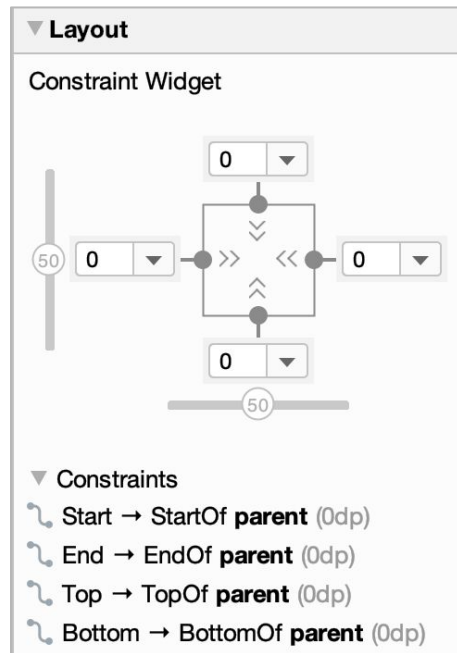 Layout
Constraint Widget
0
50 0 0
0
50
Constraints
Start → StartOf parent (0dp)
End → EndOf parent (0dp)
Top → TopOf parent (0dp)
Bottom → BottomOf parent (0dp)